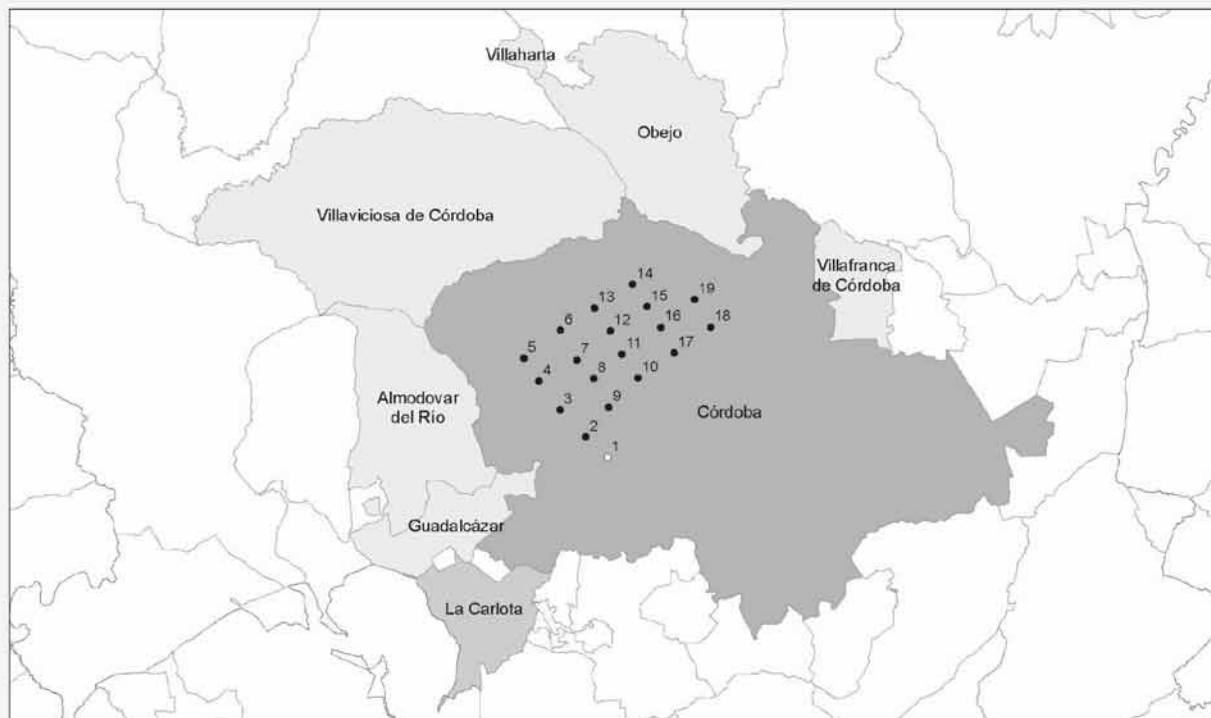 Villaharta
Obejo
Villaviciosa de Córdoba
Villafranca
de Córdoba
14
19
13
15
6
12
16
18
5
7
11
17
4
8
10
Almodovar
del Río
3
9
Córdoba
2
1
Guadalcázar
La Carlota